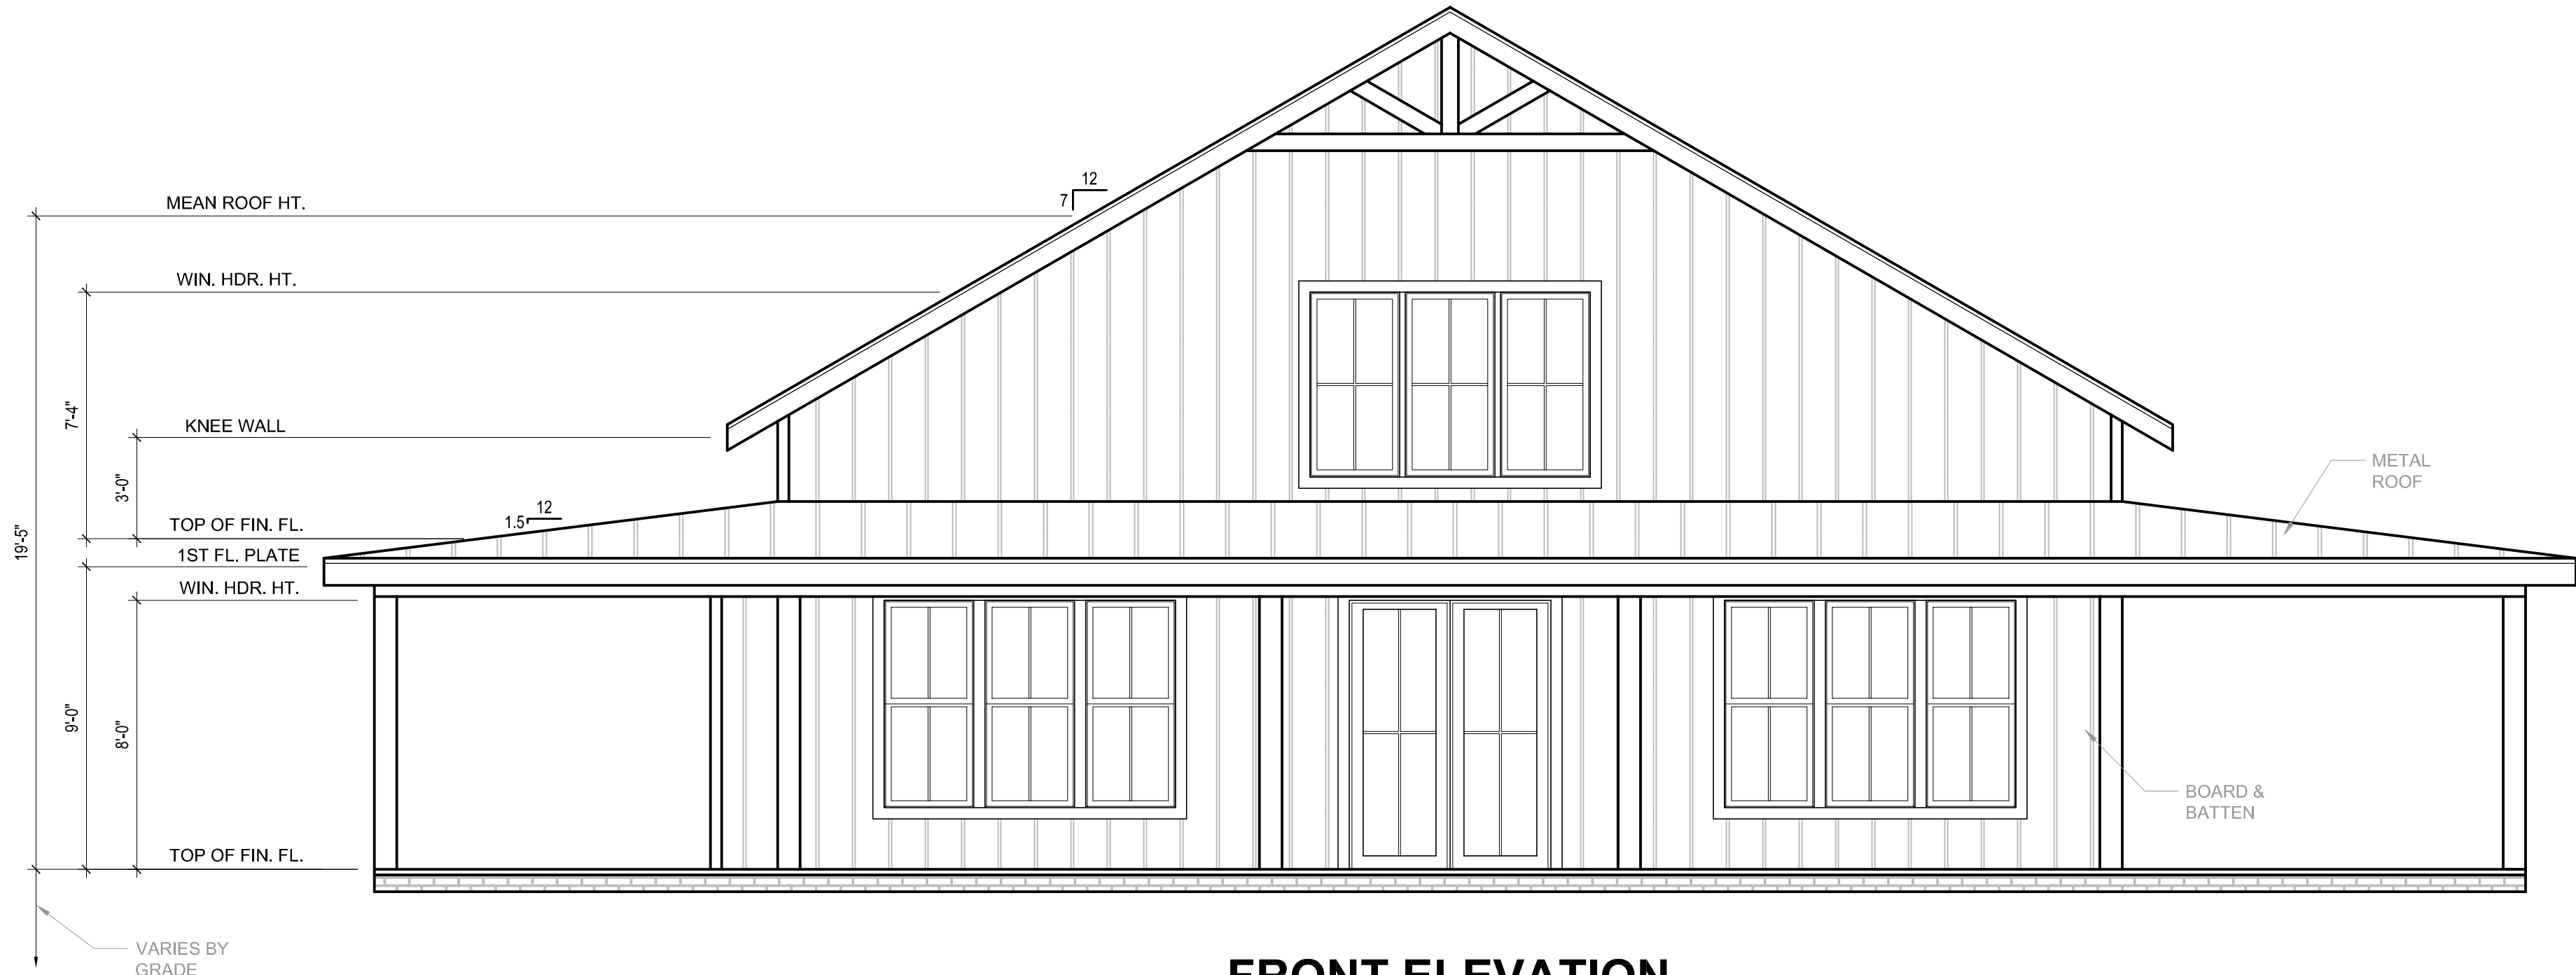 12
7
MEAN ROOF HT.
WIN. HDR. HT.
7'-4"
KNEE WALL
3'-0"
METAL
ROOF
12
1.5
TOP OF FIN. FL.
19'-5"
1ST FL. PLATE
WIN. HDR. HT.
9'-0"
8'-0"
BOARD &
BATTEN
TOP OF FIN. FL.
VARIES BY
GRADE
FRONT ELEVATION